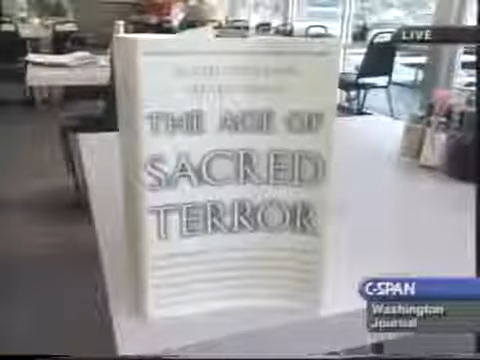 LIVE
THE AGE OF
SACRED
TERROR
C-SPAN
Washington
Journal